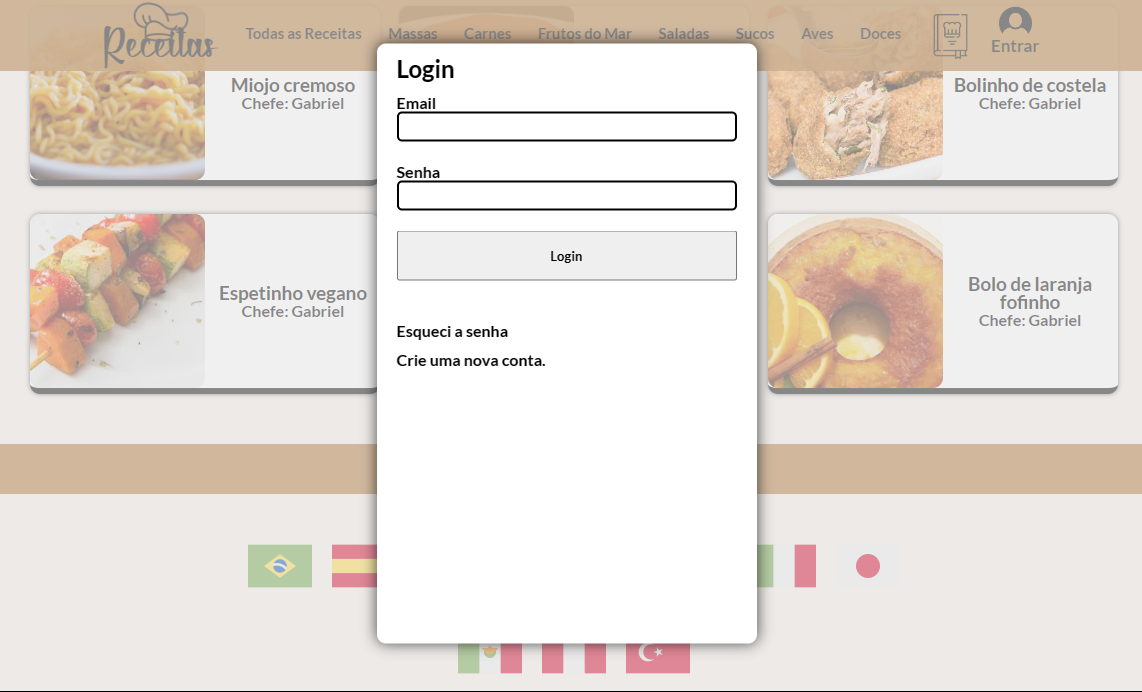 Receitas
Todas as Receitas Massas Carnes Frutos do Mar Saladas Sucos Aves Doces
Entrar
Miojo cremoso
Chefe: Gabriel
Bolinho de costela
Chefe: Gabriel
Login
Email
Senha
Login
Esqueci a senha
Crie uma nova conta.
Espetinho vegano
Chefe: Gabriel
Bolo de laranja
fofinho
Chefe: Gabriel